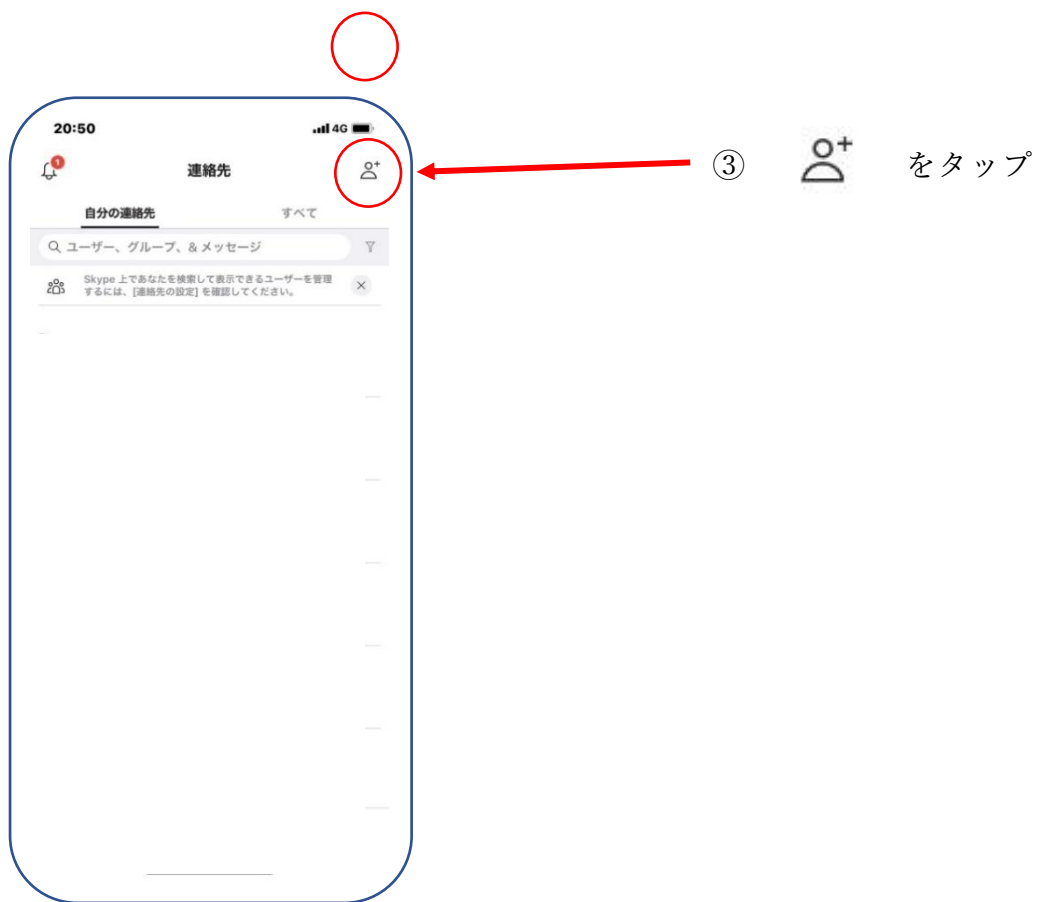 20:50
4G
1
連絡先
③ をタップ
自分の連絡先 すべて
ユーザー、グループ、& メッセージ
Skype 上であなたを検索して表示できるユーザーを管理
するには、[連絡先の設定] を確認してください。